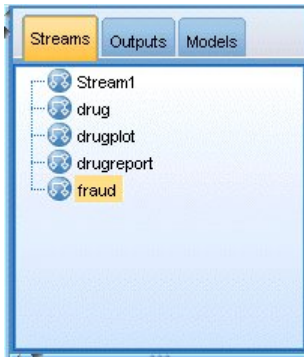 Streams Outputs Models
Stream1
drug
drugplot
drugreport
fraud